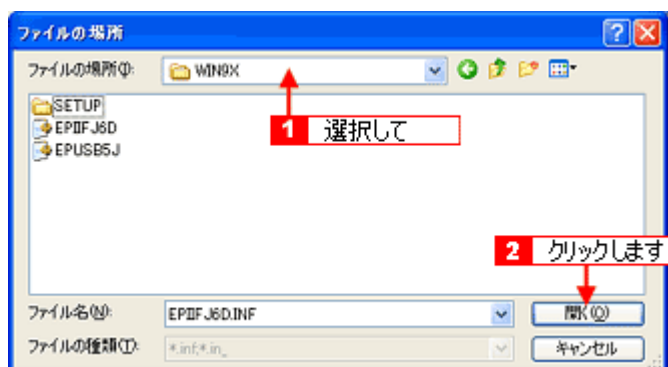 ファイルの場所
ファイルの場所(I):
WIN9X
1 選択して
SETUP
EPIIFJ6D
EPUSB5J
2 クリックします
ファイル名(N):
EPIIFJ6D.INF
開く(O)
ファイルの種類(T):
*.inf;*.in_
キャンセル